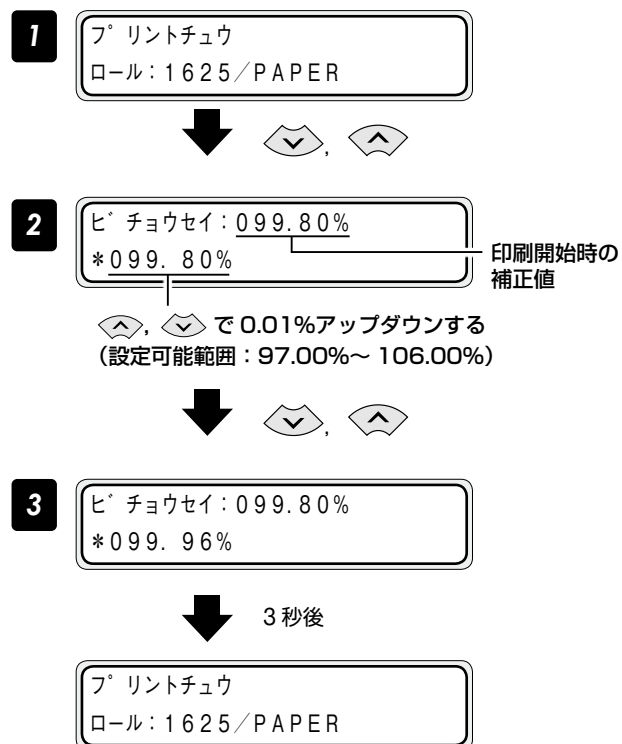 1
プリントチュウ
ロール:1625/PAPER
,
2
ビチョウセイ:099.80%
*099.80%
印刷開始時の
補正値
, で 0.01%アップダウンする
(設定可能範囲:97.00%~ 106.00%)
,
3
ビチョウセイ:099.80%
*099.96%
3 秒後
プリントチュウ
ロール:1625/PAPER